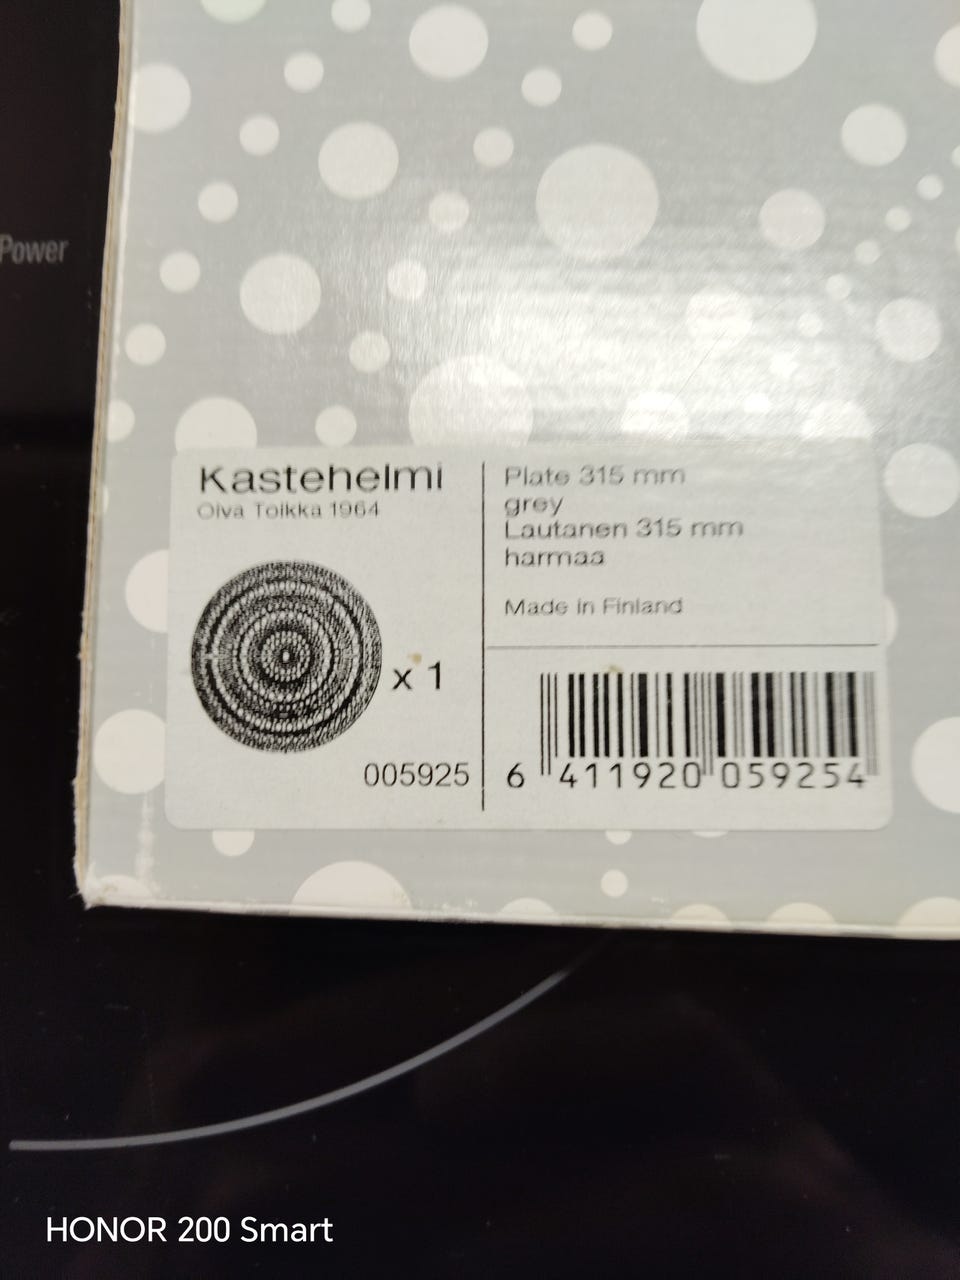 Power
Kastehelmi
Oiva Toikka 1964
x 1
005925
Plate 315 mm
grey
Lautanen 315 mm
harmaa
Made in Finland
6 411920 059254
HONOR 200 Smart